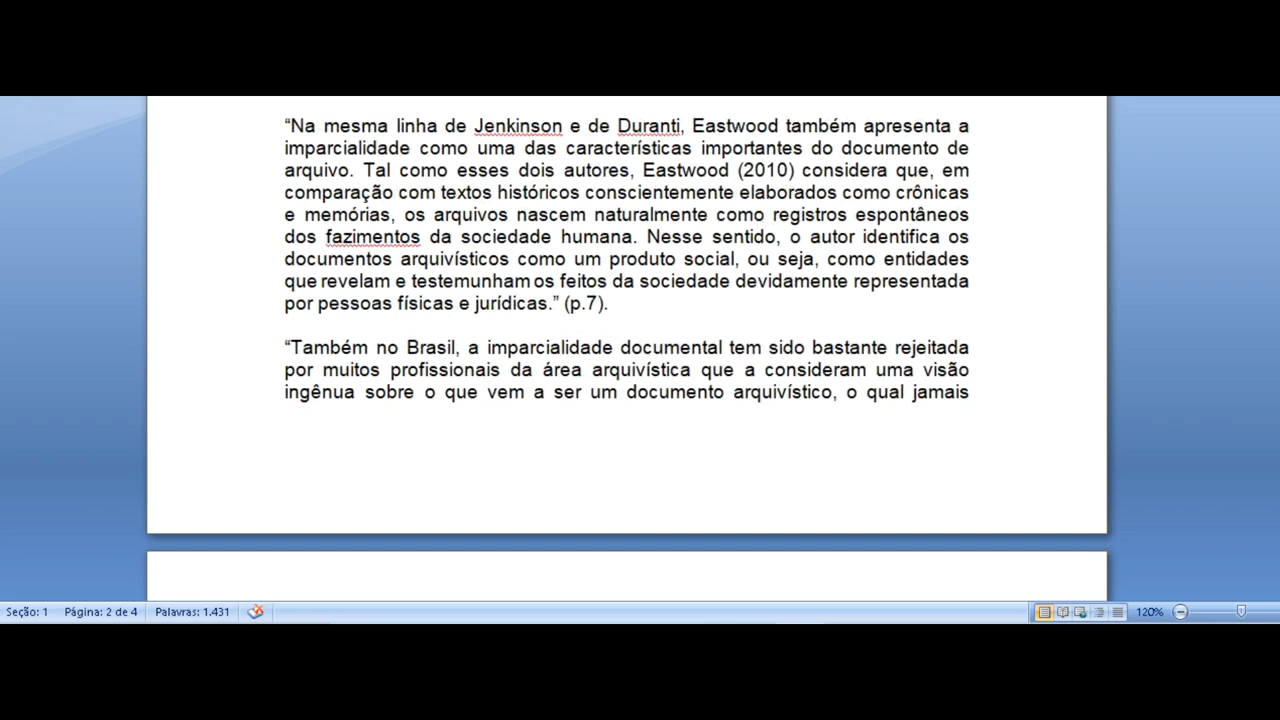 “Na mesma linha de Jenkinson e de Duranti, Eastwood também apresenta a
imparcialidade como uma das características importantes do documento de
arquivo. Tal como esses dois autores, Eastwood (2010) considera que, em
comparação com textos históricos conscientemente elaborados como crônicas
e memórias, os arquivos nascem naturalmente como registros espontâneos
dos fazimentos da sociedade humana. Nesse sentido, o autor identifica os
documentos arquivísticos como um produto social, ou seja, como entidades
que revelam e testemunham os feitos da sociedade devidamente representada
por pessoas físicas e jurídicas.” (p.7).
“Também no Brasil, a imparcialidade documental tem sido bastante rejeitada
por muitos profissionais da área arquivística que a consideram uma visão
ingênua sobre o que vem a ser um documento arquivístico, o qual jamais
Seção: 1 Página: 2 de 4 Palavras: 1.431 120%